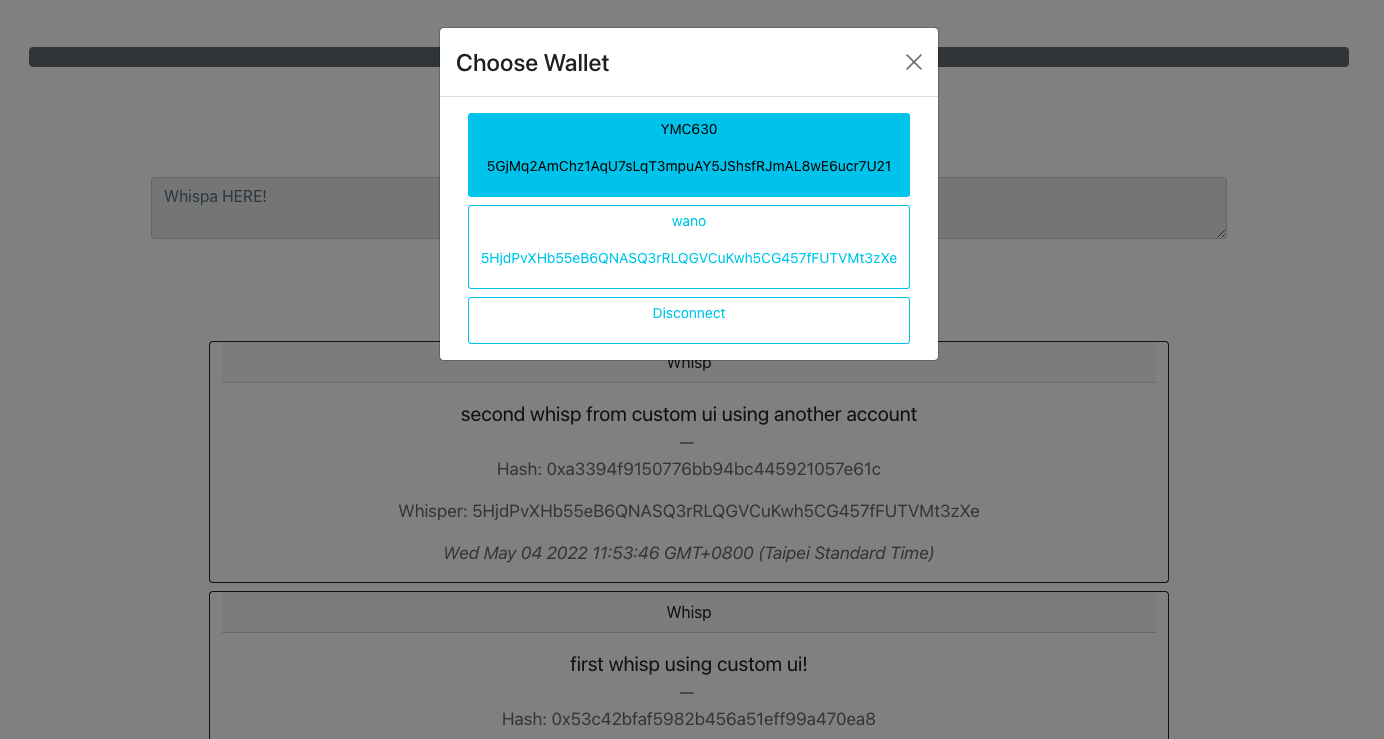 Choose Wallet
YMC630
5GjMq2AmChz1AqU7sLqT3mpuAY5JShsfRJmAL8wE6ucr7U21
Whispa HERE!
wano
5HjdPvXHb55eB6QNASQ3rRLQGVCuKwh5CG457fFUTVMt3zXe
Disconnect
Whisp
second whisp from custom ui using another account
—
Hash: 0xa3394f9150776bb94bc445921057e61c
Whisper: 5HjdPvXHb55eB6QNASQ3rRLQGVCuKwh5CG457fFUTVMt3zXe
Wed May 04 2022 11:53:46 GMT+0800 (Taipei Standard Time)
Whisp
first whisp using custom ui!
—
Hash: 0x53c42bfaf5982b456a51eff99a470ea8